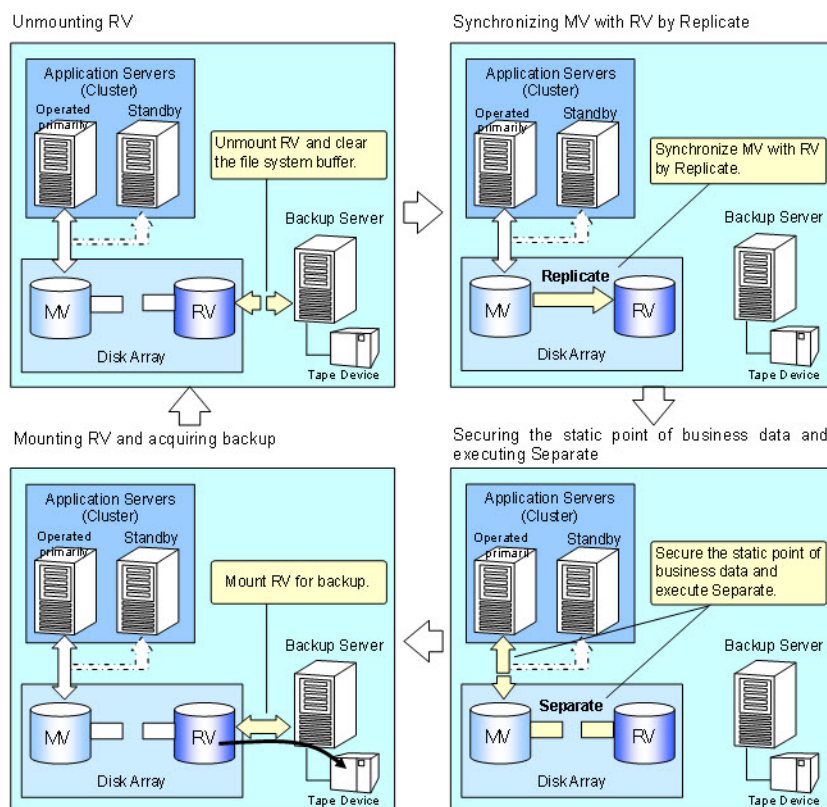 Unmounting RV
Application Servers
(Cluster)
Operated
primarily
Standby
Unmount RV and clear
the file system buffer.
Backup Server
MV
RV
Disk Array
Tape Device
Synchronizing MV with RV by Replicate
Application Servers
(Cluster)
Operated
primarily
Standby
Synchronize MV with RV
by Replicate.
Backup Server
Replicate
MV
RV
Disk Array
Tape Device
Mounting RV and acquiring backup
Application Servers
(Cluster)
Operated
primarily
Standby
Mount RV for backup.
Backup Server
MV
RV
Disk Array
Tape Device
Securing the static point of business data and
executing Separate
Application Servers
(Cluster)
Operated
primaril
Standby
Secure the static point of
business data and
execute Separate.
Backup Server
Separate
MV
RV
Disk Array
Tape Device